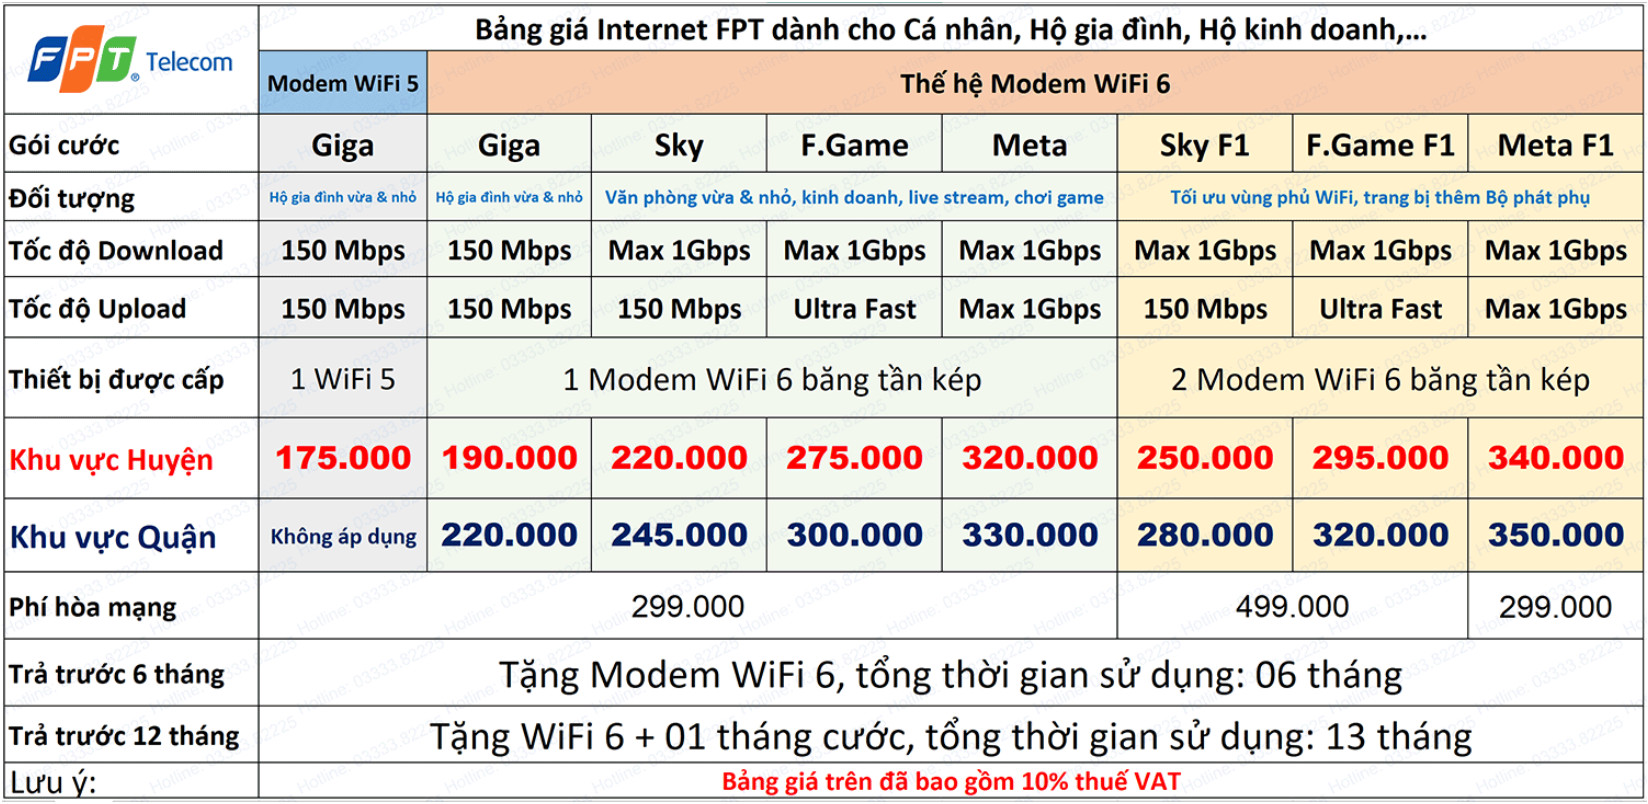 FPT Telecom
Bảng giá Internet FPT dành cho Cá nhân, Hộ gia đình, Hộ kinh doanh,...
Modem WiFi 5 Thế hệ Modem WiFi 6
Gói cước Giga Giga Sky F.Game Meta Sky F1 F.Game F1 Meta F1
Đối tượng Hộ gia đình vừa & nhỏ Hộ gia đình vừa & nhỏ Văn phòng vừa & nhỏ, kinh doanh, live stream, chơi game Tối ưu vùng phủ WiFi, trang bị thêm Bộ phát phụ
Tốc độ Download 150 Mbps 150 Mbps Max 1Gbps Max 1Gbps Max 1Gbps Max 1Gbps Max 1Gbps Max 1Gbps
Tốc độ Upload 150 Mbps 150 Mbps 150 Mbps Ultra Fast Max 1Gbps 150 Mbps Ultra Fast Max 1Gbps
Thiết bị được cấp 1 WiFi 5 1 Modem WiFi 6 băng tần kép 2 Modem WiFi 6 băng tần kép
Khu vực Huyện 175.000 190.000 220.000 275.000 320.000 250.000 295.000 340.000
Khu vực Quận Không áp dụng 220.000 245.000 300.000 330.000 280.000 320.000 350.000
Phí hòa mạng 299.000 499.000 299.000
Trả trước 6 tháng Tặng Modem WiFi 6, tổng thời gian sử dụng: 06 tháng
Trả trước 12 tháng Tặng WiFi 6 + 01 tháng cước, tổng thời gian sử dụng: 13 tháng
Lưu ý: Bảng giá trên đã bao gồm 10% thuế VAT
Hotline: 03333.82225